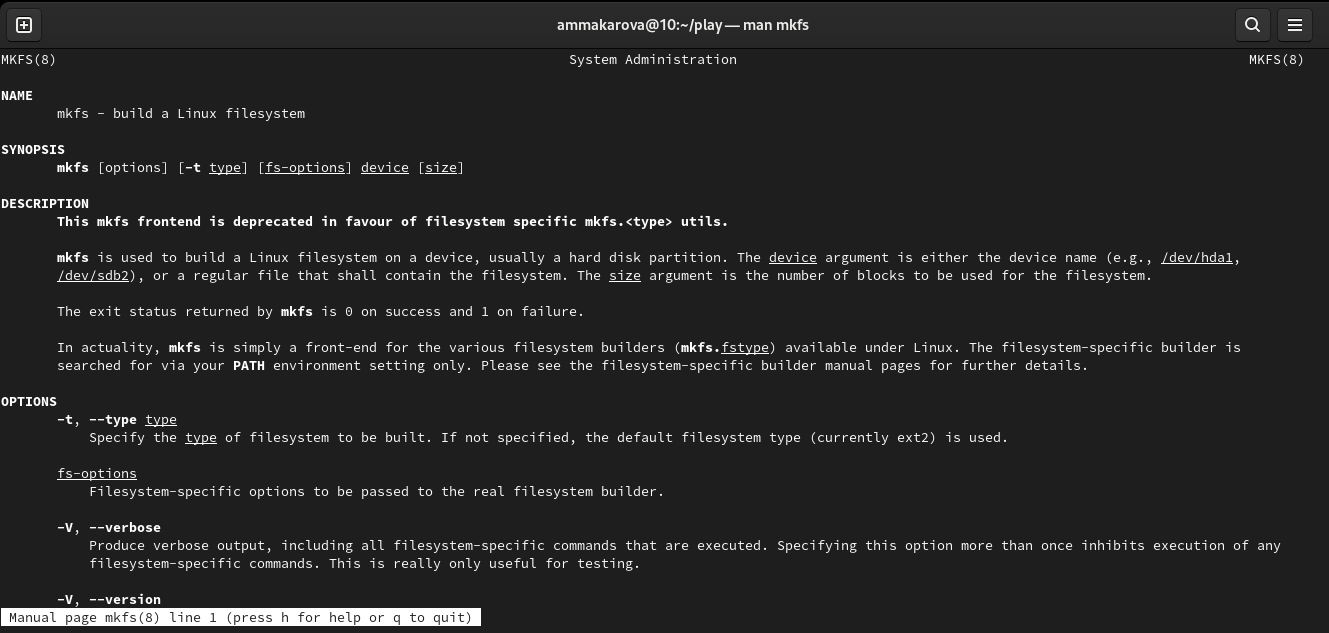 ammakarova@10:~/play — man mkfs
MKFS(8) System Administration MKFS(8)
NAME
mkfs - build a Linux filesystem
SYNOPSIS
mkfs [options] [-t type] [fs-options] device [size]
DESCRIPTION
This mkfs frontend is deprecated in favour of filesystem specific mkfs.<type> utils.
mkfs is used to build a Linux filesystem on a device, usually a hard disk partition. The device argument is either the device name (e.g., /dev/hda1,
/dev/sdb2), or a regular file that shall contain the filesystem. The size argument is the number of blocks to be used for the filesystem.
The exit status returned by mkfs is 0 on success and 1 on failure.
In actuality, mkfs is simply a front-end for the various filesystem builders (mkfs.fstype) available under Linux. The filesystem-specific builder is
searched for via your PATH environment setting only. Please see the filesystem-specific builder manual pages for further details.
OPTIONS
-t, --type type
Specify the type of filesystem to be built. If not specified, the default filesystem type (currently ext2) is used.
fs-options
Filesystem-specific options to be passed to the real filesystem builder.
-V, --verbose
Produce verbose output, including all filesystem-specific commands that are executed. Specifying this option more than once inhibits execution of any
filesystem-specific commands. This is really only useful for testing.
-V, --version
Manual page mkfs(8) line 1 (press h for help or q to quit)